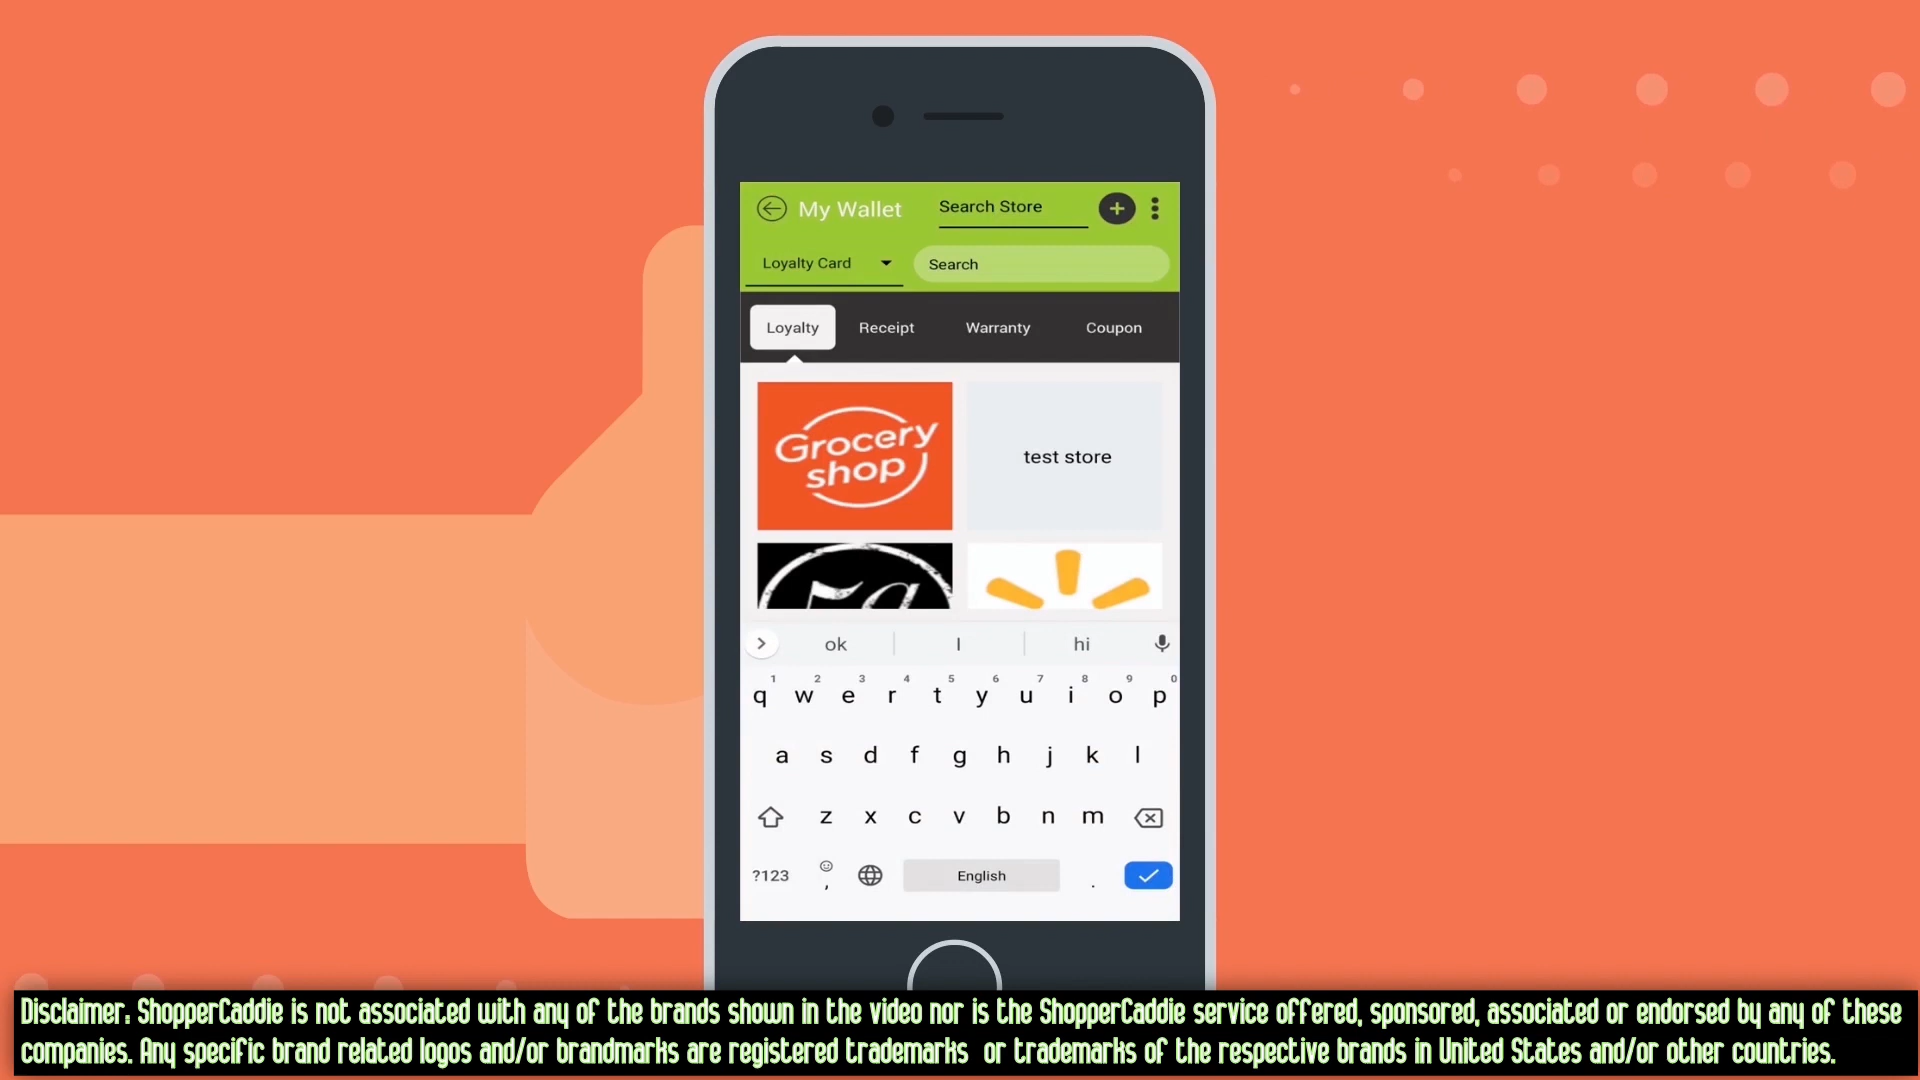 My Wallet
Search Store
Loyalty Card
Search
Loyalty
Receipt
Warranty
Coupon
Grocery
shop
test store
ok
I
hi
1 2 3 4 5 6 7 8 9 0
q w e r t y u i o p
a s d f g h j k l
z x c v b n m
?123 , English .
Disclaimer: ShopperCaddie is not associated with any of the brands shown in the video nor is the ShopperCaddie service offered, sponsored, associated or endorsed by any of these
companies. Any specific brand related logos and/or brandmarks are registered trademarks or trademarks of the respective brands in United States and/or other countries.